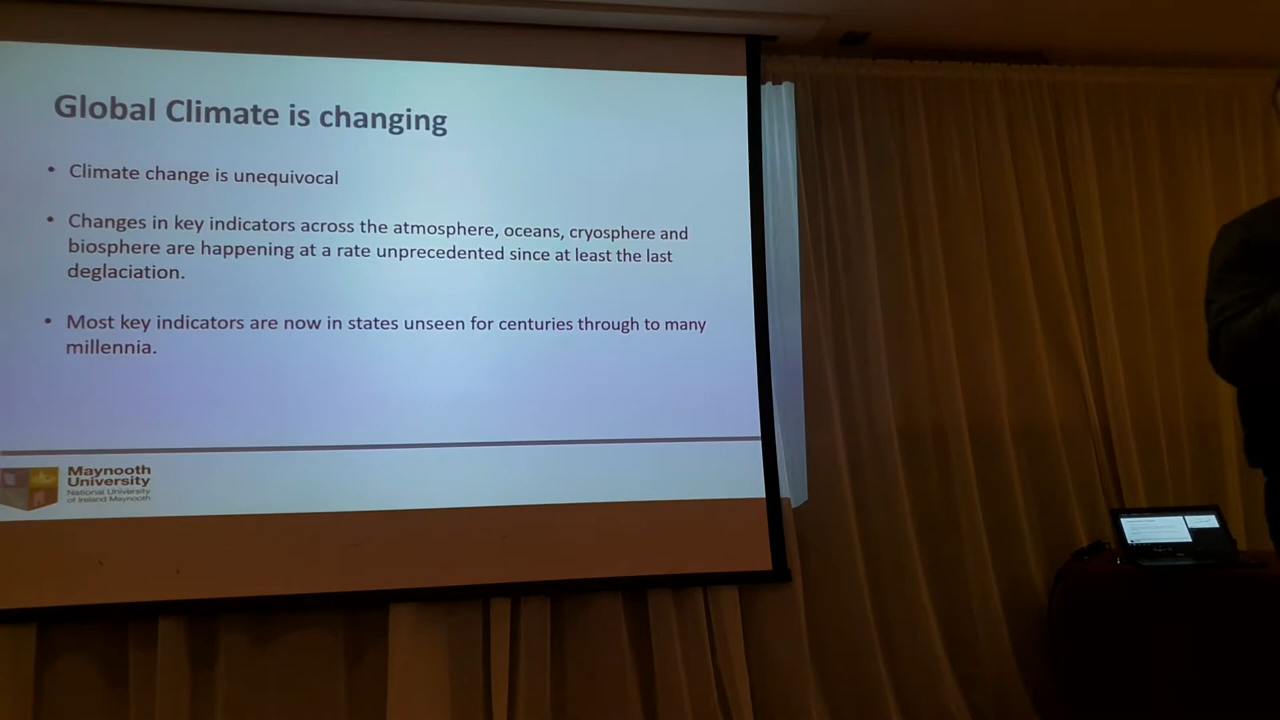 Global Climate is changing
• Climate change is unequivocal
• Changes in key indicators across the atmosphere, oceans, cryosphere and
biosphere are happening at a rate unprecedented since at least the last
deglaciation.
• Most key indicators are now in states unseen for centuries through to many
millennia.
Maynooth
University
National University
of Ireland Maynooth